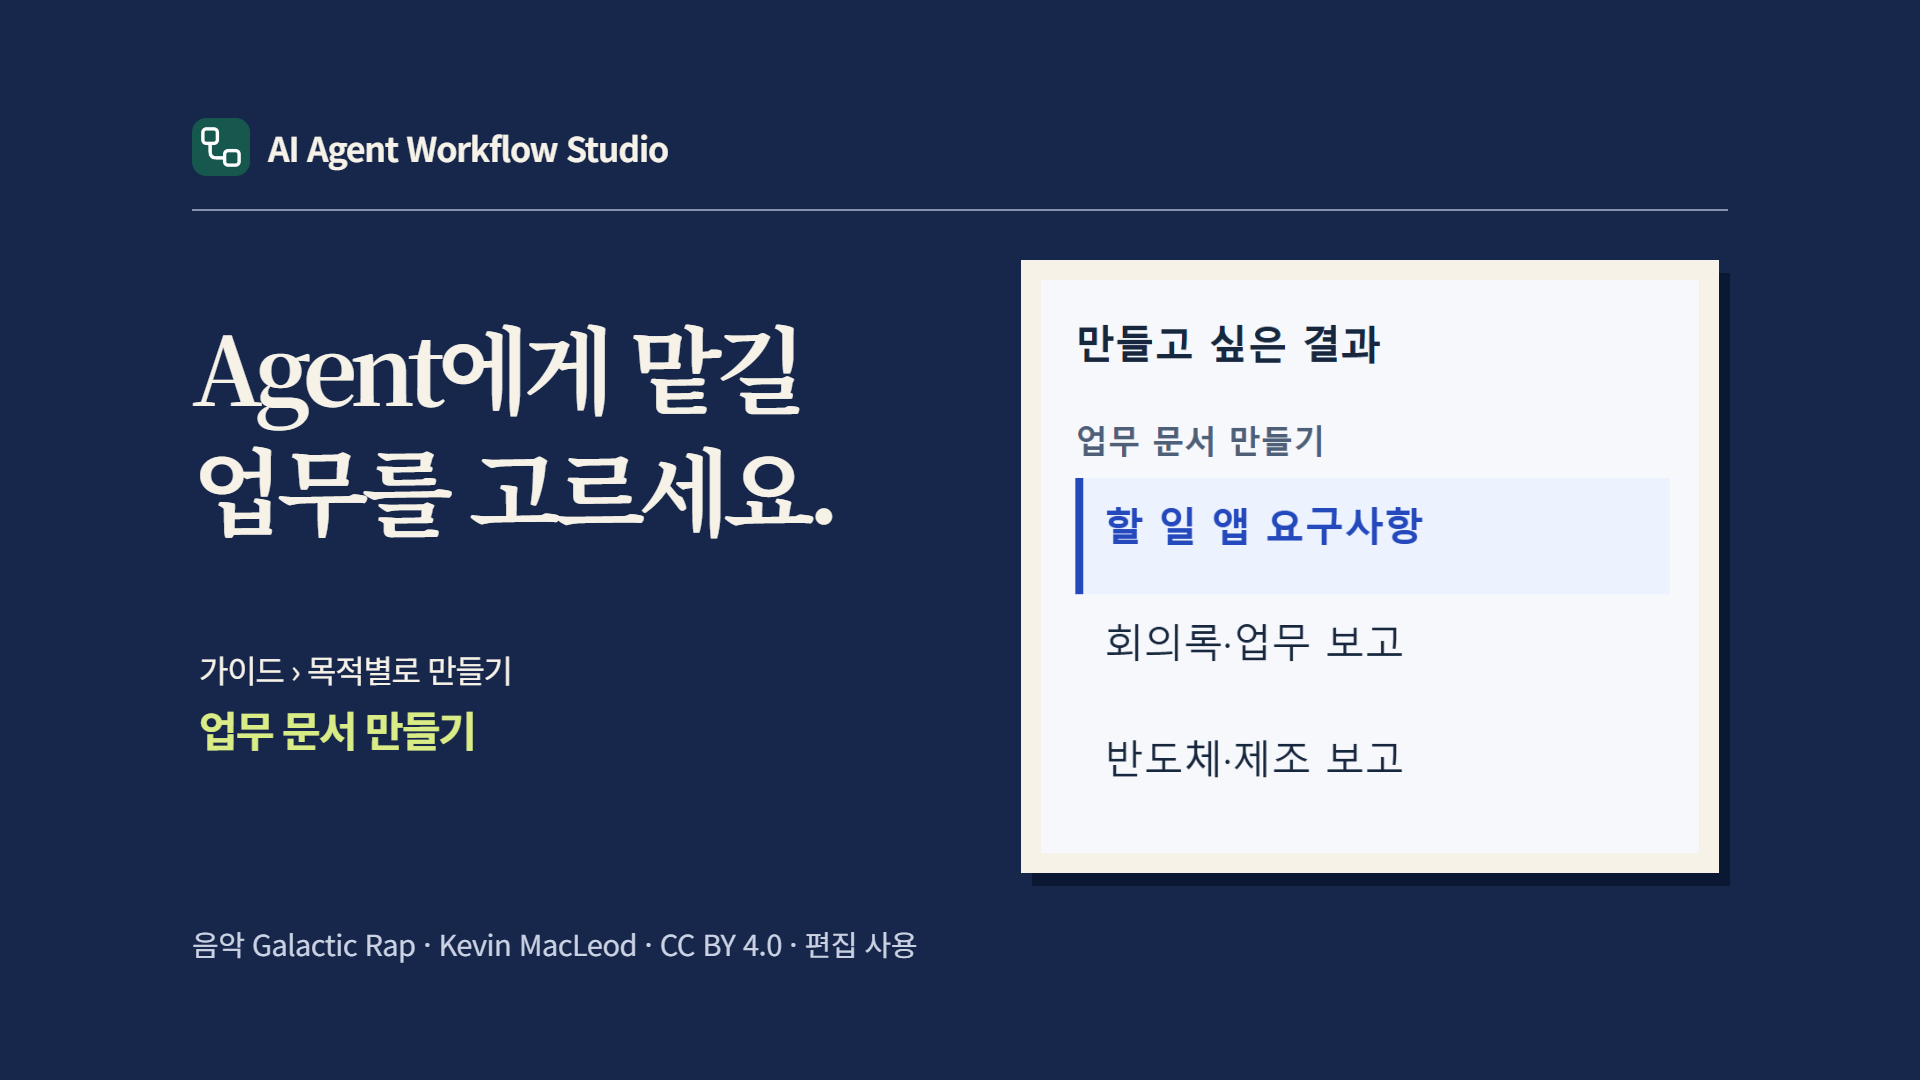 AI Agent Workflow Studio
Agent에게 맡길
업무를 고르세요.
가이드 › 목적별로 만들기
업무 문서 만들기
만들고 싶은 결과
업무 문서 만들기
할 일 앱 요구사항
회의록·업무 보고
반도체·제조 보고
음악 Galactic Rap · Kevin MacLeod · CC BY 4.0 · 편집 사용